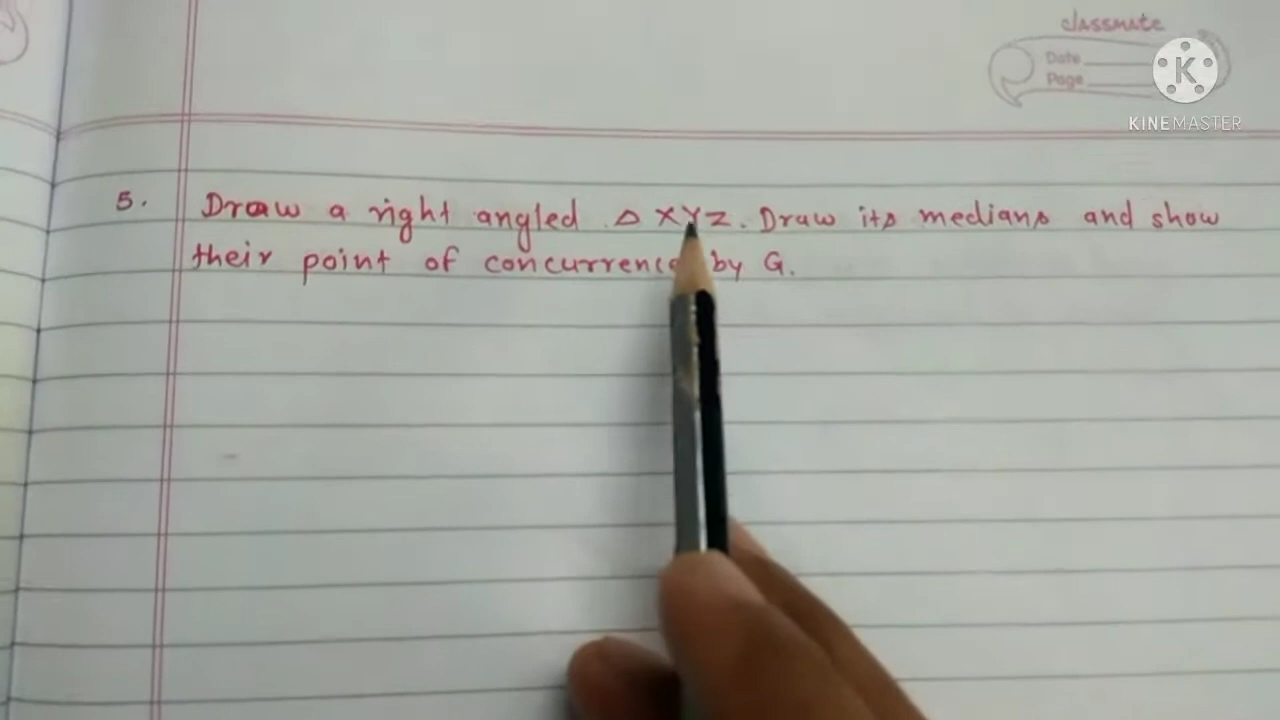 classmate
Date
Page
K
KINEMASTER
5. Draw a right angled Δ XYZ. Draw its medians and show
their point of concurrence by G.